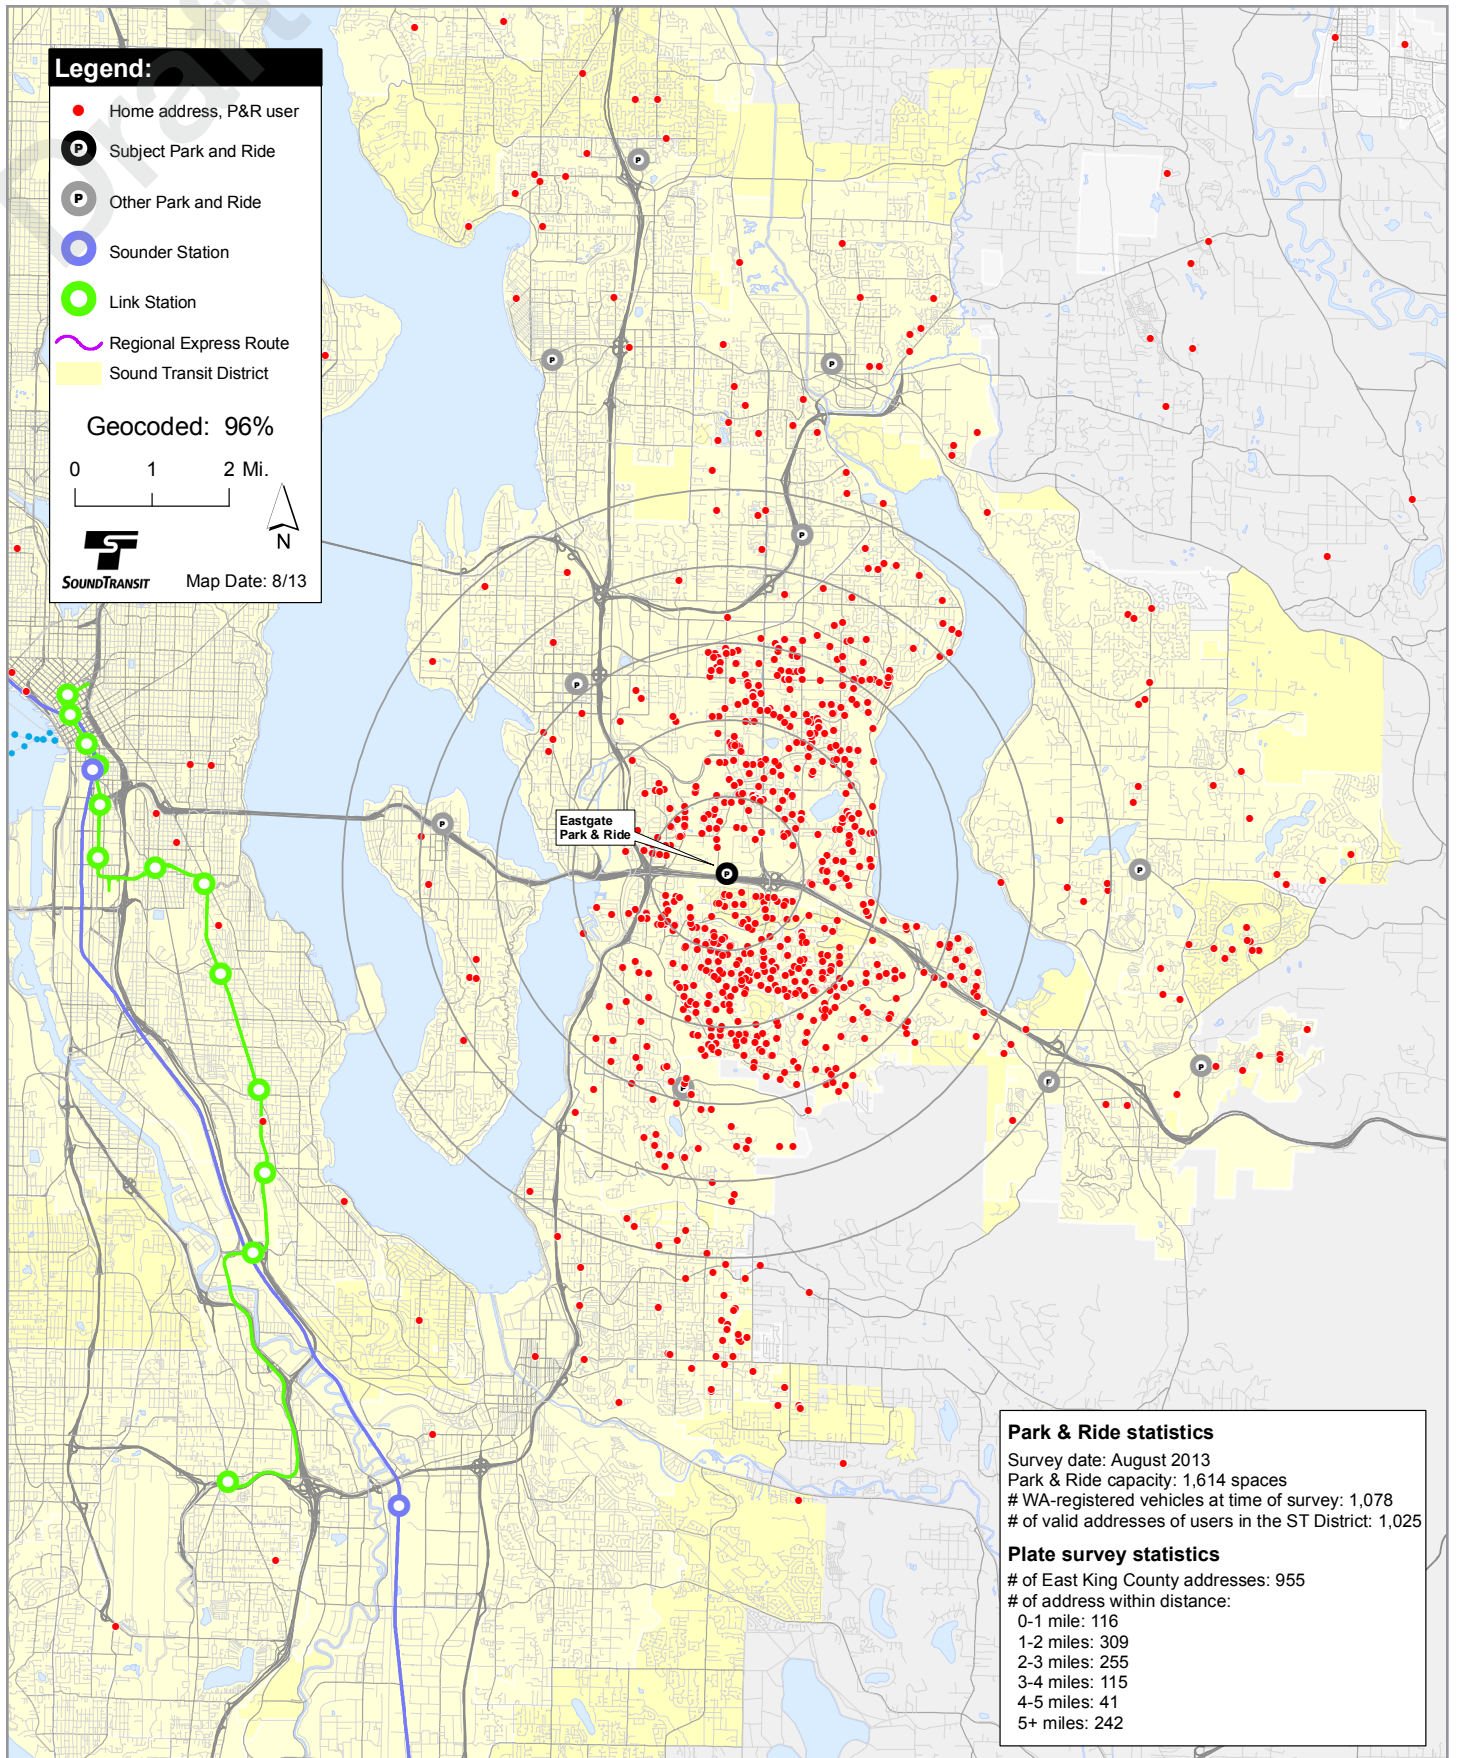 Draft
Legend:
Home address, P&R user
P Subject Park and Ride
P Other Park and Ride
Sounder Station
Link Station
Regional Express Route
Sound Transit District
Geocoded: 96%
0 1 2 Mi.
N
SOUNDTRANSIT
Map Date: 8/13
P
P
P
P
P
P
Eastgate
Park & Ride
P
P
P
P
Park & Ride statistics
Survey date: August 2013
Park & Ride capacity: 1,614 spaces
# WA-registered vehicles at time of survey: 1,078
# of valid addresses of users in the ST District: 1,025
Plate survey statistics
# of East King County addresses: 955
# of address within distance:
0-1 mile: 116
1-2 miles: 309
2-3 miles: 255
3-4 miles: 115
4-5 miles: 41
5+ miles: 242